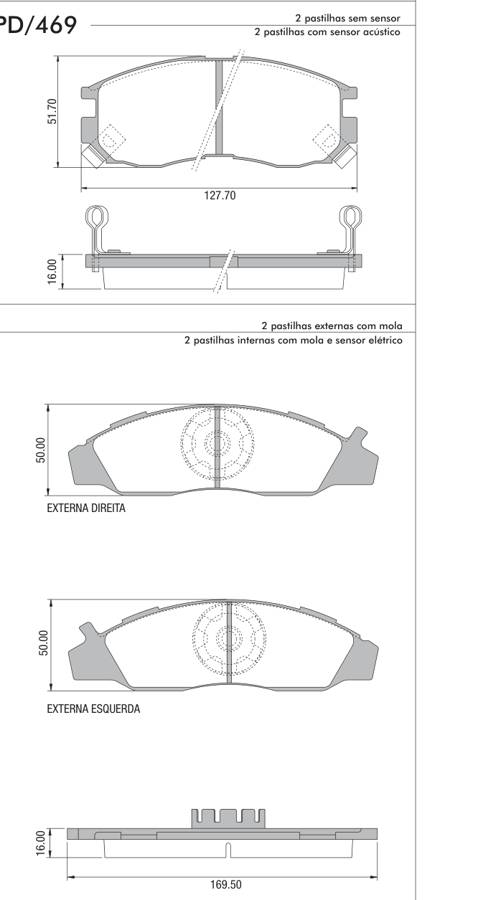 PD/469
2 pastilhas sem sensor
2 pastilhas com sensor acústico
51.70
127.70
16.00
2 pastilhas externas com mola
2 pastilhas internas com mola e sensor elétrico
50.00
EXTERNA DIREITA
50.00
EXTERNA ESQUERDA
16.00
169.50